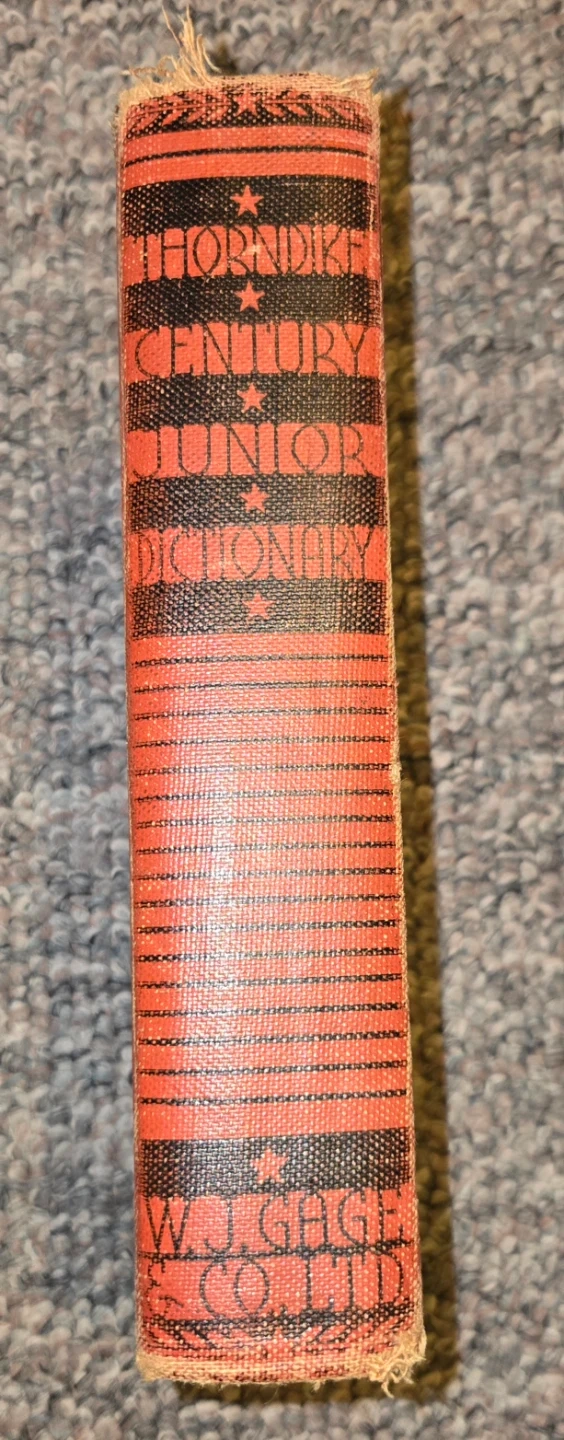 THORNDIKE
CENTURY
JUNIOR
DICTIONARY
W.J. GAGE
& CO. LTD.